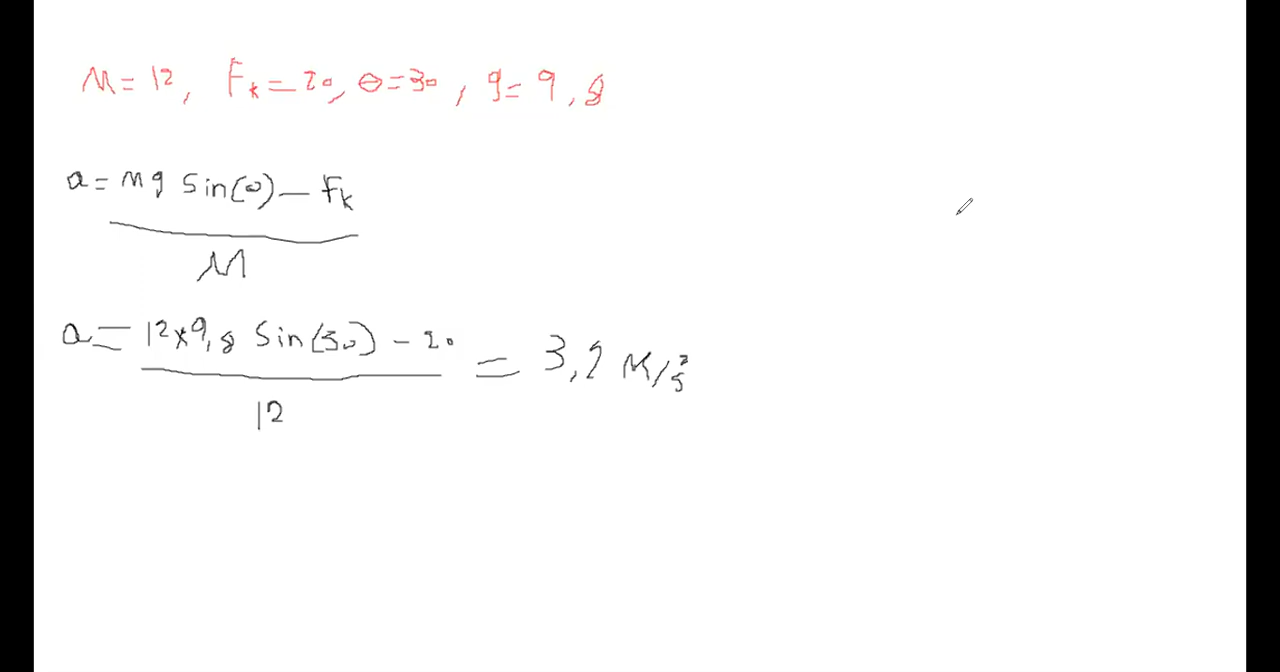 M = 12, Fk = 20, θ = 30, g = 9,8
a = mg Sin(θ) - Fk
M
a = 12×9,8 Sin(30) - 20 = 3,2 M/s²
12